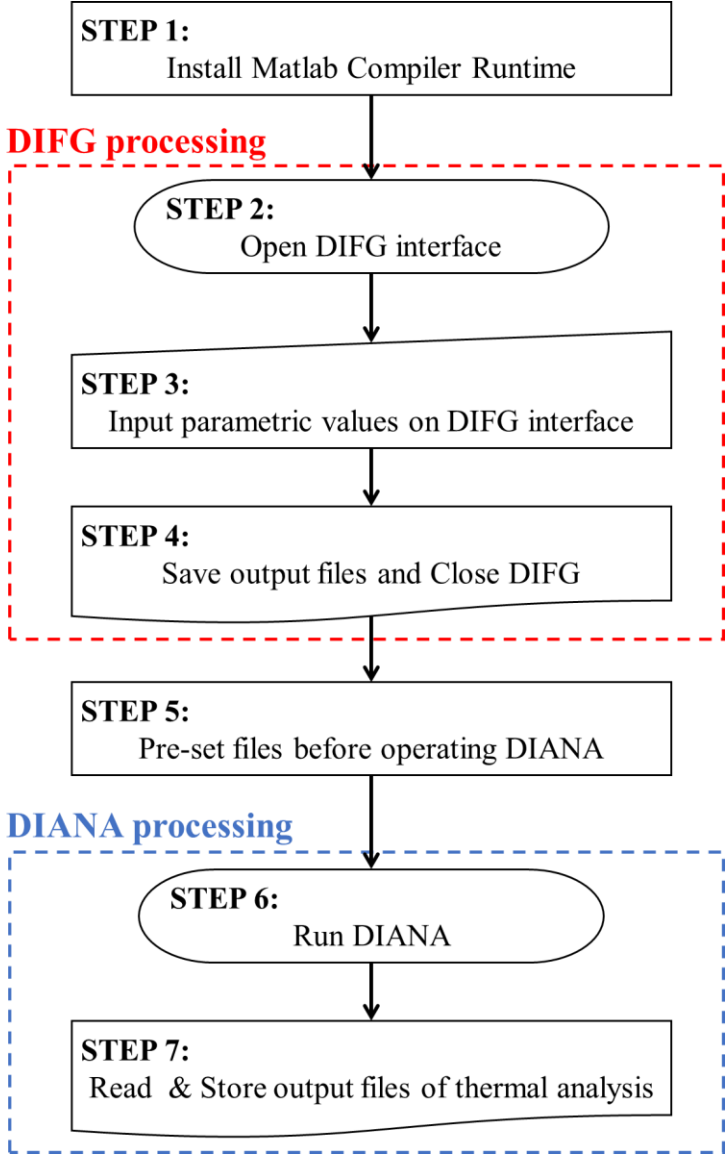 STEP 1:
Install Matlab Compiler Runtime
DIFG processing
STEP 2:
Open DIFG interface
STEP 3:
Input parametric values on DIFG interface
STEP 4:
Save output files and Close DIFG
STEP 5:
Pre-set files before operating DIANA
DIANA processing
STEP 6:
Run DIANA
STEP 7:
Read & Store output files of thermal analysis